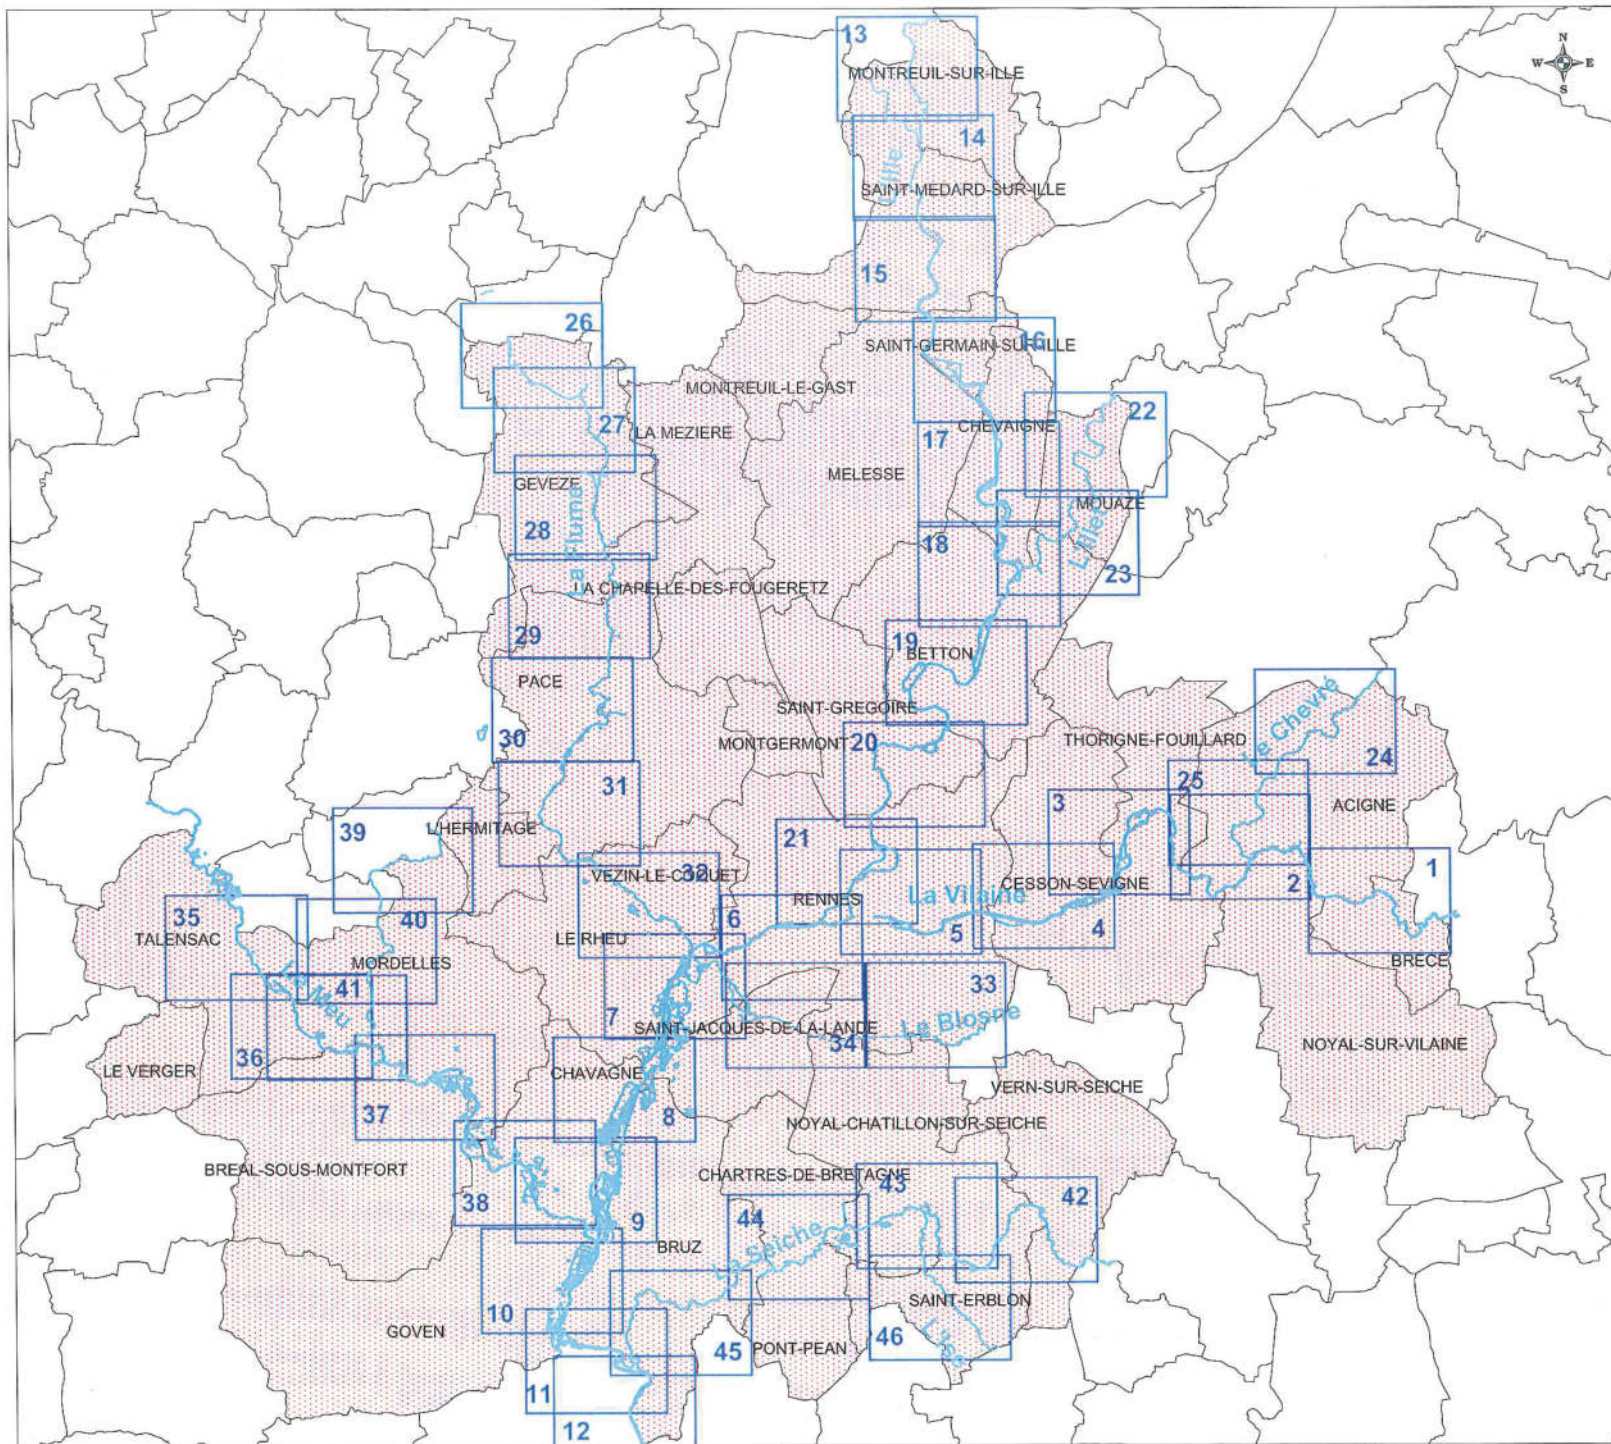 13
N
W E
S
MONTREUIL-SUR-ILLE
14
L'Ille
SAINT-MEDARD-SUR-ILLE
15
26
16
SAINT-GERMAIN-SUR-ILLE
MONTREUIL-LE-GAST
22
27
17
CHEVAIGNE
LA MEZIERE
MELESSE
GEVEZE
MOUAZE
28
La Flume
18
L'Illet
23
LA CHAPELLE-DES-FOUGERETZ
29
19
BETTON
PACE
Le Chevré
SAINT-GREGOIRE
30
MONTGERMONT
20
THORIGNE-FOUILLARD
24
31
25
3
ACIGNE
39
L'HERMITAGE
21
32
VEZIN-LE-COQUET
CESSON-SEVIGNE
2
1
RENNES
La Vilaine
35
40
6
5
4
TALENSAC
LE RHEU
MORDELLES
BRECE
41
Le Meu
33
7
SAINT-JACQUES-DE-LA-LANDE
Le Blosne
34
NOYAL-SUR-VILAINE
36
LE VERGER
CHAVAGNE
VERN-SUR-SEICHE
37
8
NOYAL-CHATILLON-SUR-SEICHE
BREAL-SOUS-MONTFORT
CHARTRES-DE-BRETAGNE
43
42
38
44
9
La Seiche
BRUZ
SAINT-ERBLON
10
GOVEN
46
L'Ise
45
PONT-PEAN
11
12